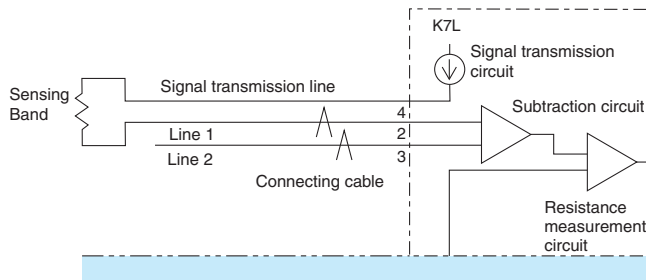 K7L
Signal transmission
circuit
Signal transmission line
Sensing
Band
4
Subtraction circuit
Line 1
2
Line 2
3
Connecting cable
Resistance
measurement
circuit